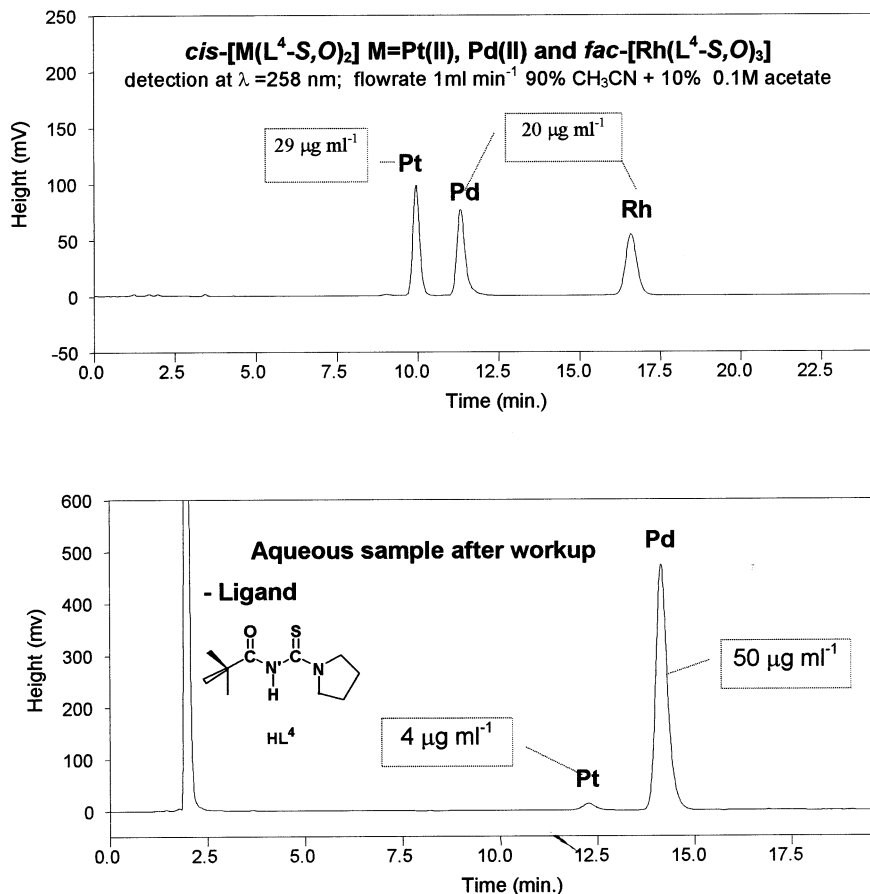 cis-[M(L⁴-S,O)₂] M=Pt(II), Pd(II) and fac-[Rh(L⁴-S,O)₃]
detection at λ =258 nm; flowrate 1ml min⁻¹ 90% CH₃CN + 10% 0.1M acetate
250
200
150
100
50
0
−50
Height (mV)
29 μg ml⁻¹
20 μg ml⁻¹
Pt
Pd
Rh
0.0 2.5 5.0 7.5 10.0 12.5 15.0 17.5 20.0 22.5
Time (min.)
600
500
400
300
200
100
0
Height (mv)
Aqueous sample after workup
- Ligand
O S
C N' C N
H
HL⁴
Pd
50 μg ml⁻¹
4 μg ml⁻¹
Pt
0.0 2.5 5.0 7.5 10.0 12.5 15.0 17.5
Time (min.)